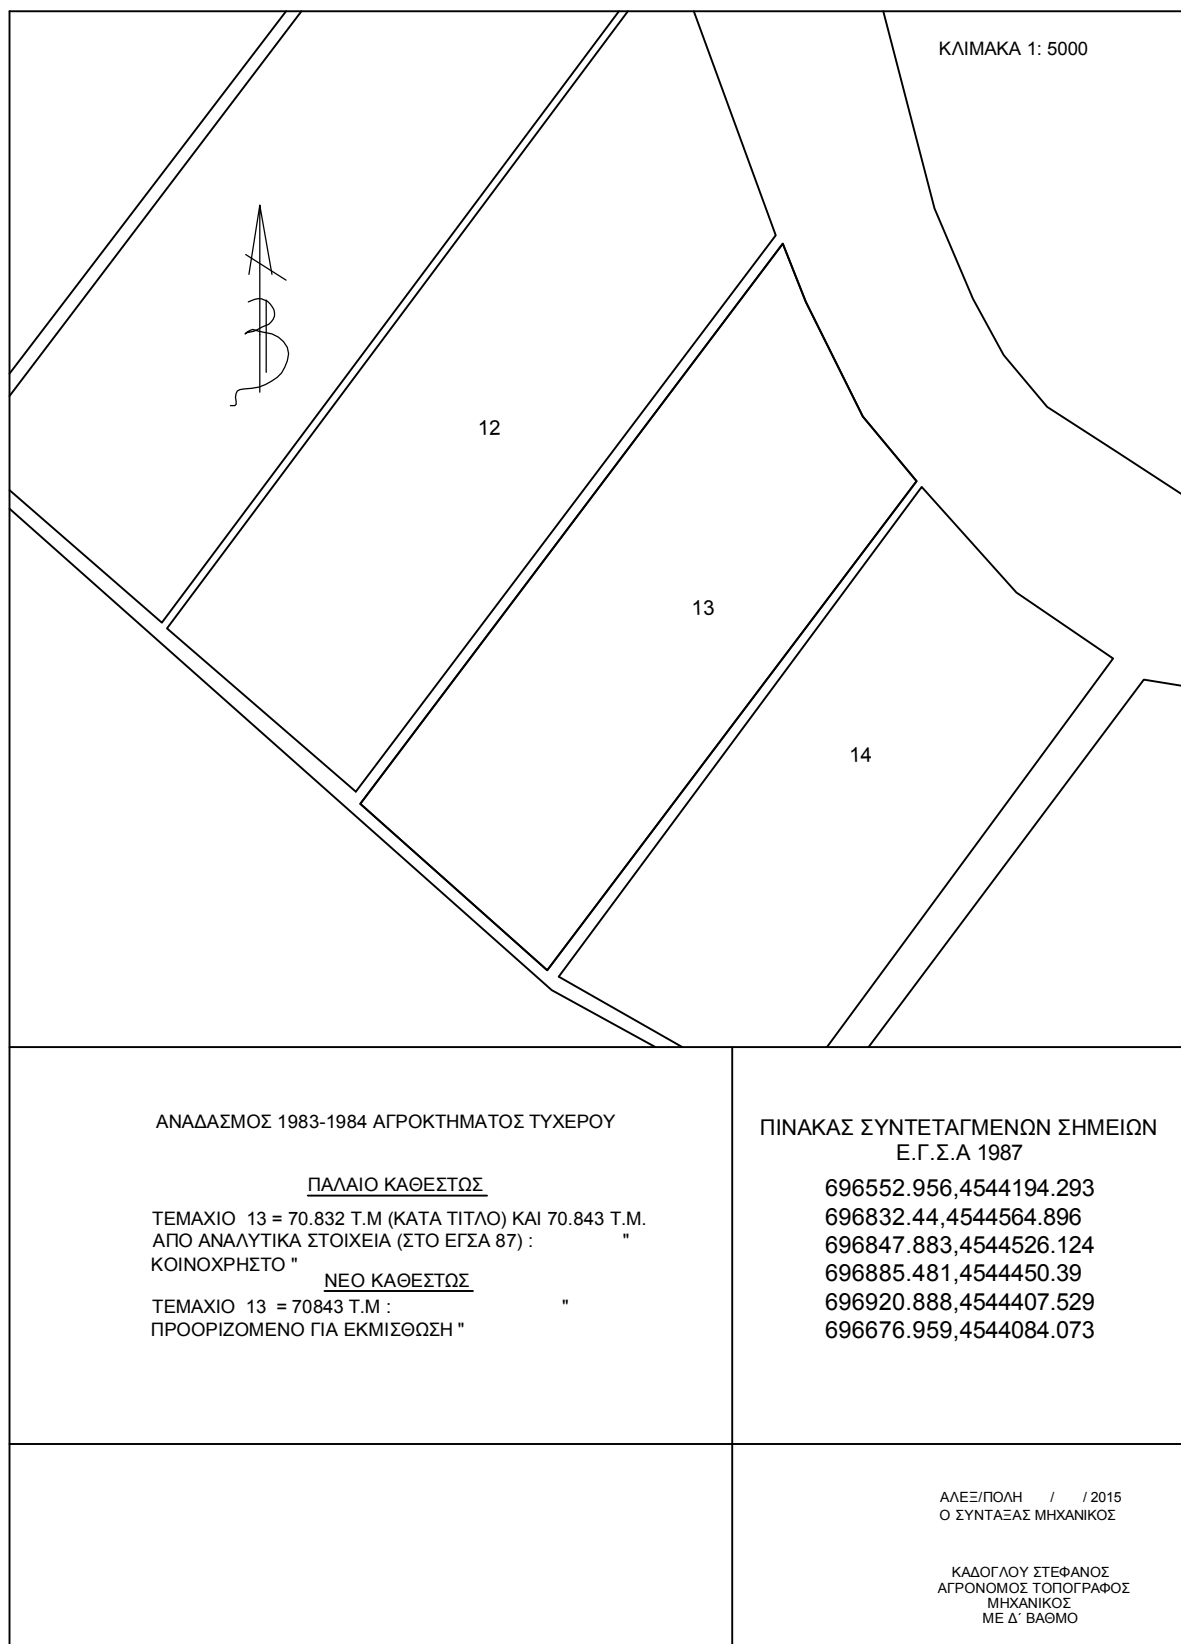 ΚΛΙΜΑΚΑ 1: 5000
12
13
14
ΑΝΑΔΑΣΜΟΣ 1983-1984 ΑΓΡΟΚΤΗΜΑΤΟΣ ΤΥΧΕΡΟΥ
ΠΑΛΑΙΟ ΚΑΘΕΣΤΩΣ
ΤΕΜΑΧΙΟ 13 = 70.832 Τ.Μ (ΚΑΤΑ ΤΙΤΛΟ) ΚΑΙ 70.843 Τ.Μ.
ΑΠΟ ΑΝΑΛΥΤΙΚΑ ΣΤΟΙΧΕΙΑ (ΣΤΟ ΕΓΣΑ 87) : "
ΚΟΙΝΟΧΡΗΣΤΟ "
ΝΕΟ ΚΑΘΕΣΤΩΣ
ΤΕΜΑΧΙΟ 13 = 70843 Τ.Μ : "
ΠΡΟΟΡΙΖΟΜΕΝΟ ΓΙΑ ΕΚΜΙΣΘΩΣΗ "
ΠΙΝΑΚΑΣ ΣΥΝΤΕΤΑΓΜΕΝΩΝ ΣΗΜΕΙΩΝ
Ε.Γ.Σ.Α 1987
696552.956,4544194.293
696832.44,4544564.896
696847.883,4544526.124
696885.481,4544450.39
696920.888,4544407.529
696676.959,4544084.073
ΑΛΕΞ/ΠΟΛΗ / / 2015
Ο ΣΥΝΤΑΞΑΣ ΜΗΧΑΝΙΚΟΣ
ΚΑΔΟΓΛΟΥ ΣΤΕΦΑΝΟΣ
ΑΓΡΟΝΟΜΟΣ ΤΟΠΟΓΡΑΦΟΣ
ΜΗΧΑΝΙΚΟΣ
ΜΕ Δ΄ ΒΑΘΜΟ